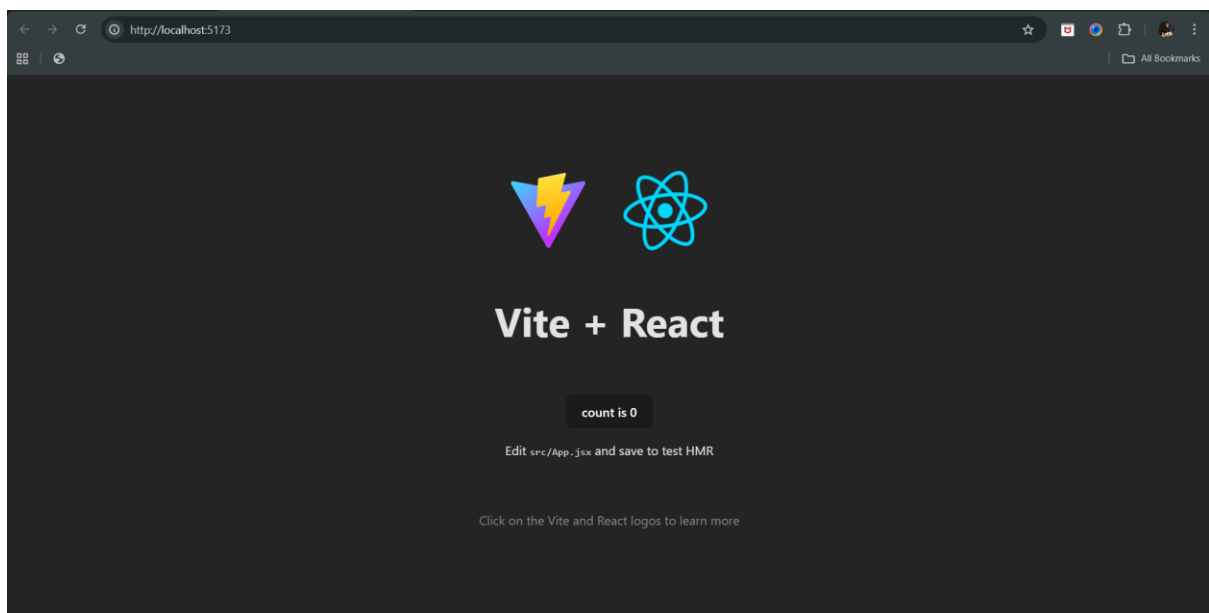 http://localhost:5173
All Bookmarks
Vite + React
count is 0
Edit src/App.jsx and save to test HMR
Click on the Vite and React logos to learn more